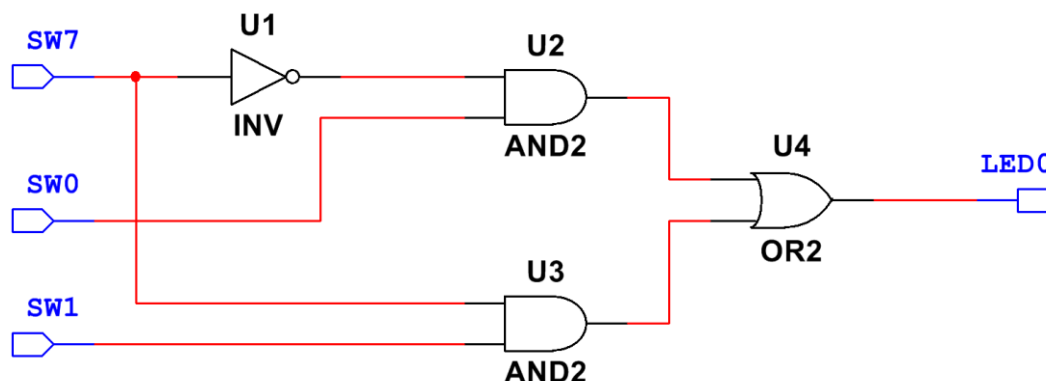 U1
SW7
U2
INV
AND2
U4
SW0
LED0
OR2
U3
SW1
AND2